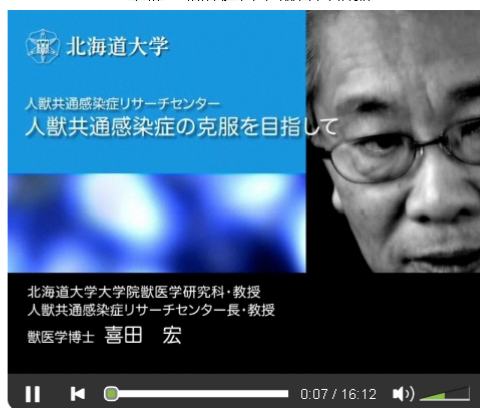 北海道大学
人獣共通感染症リサーチセンター
人獣共通感染症の克服を目指して
北海道大学大学院獣医学研究科・教授
人獣共通感染症リサーチセンター長・教授
獣医学博士 喜田 宏
0:07 / 16:12